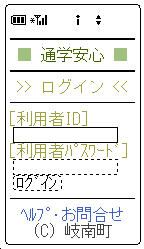 ■ 通学安心 ■
>> ログイン <<
[利用者ID]
[利用者ﾊﾟｽﾜｰﾄﾞ]
ﾛｸﾞｲﾝ
ﾍﾙﾌﾟ･お問合せ
(C) 岐南町